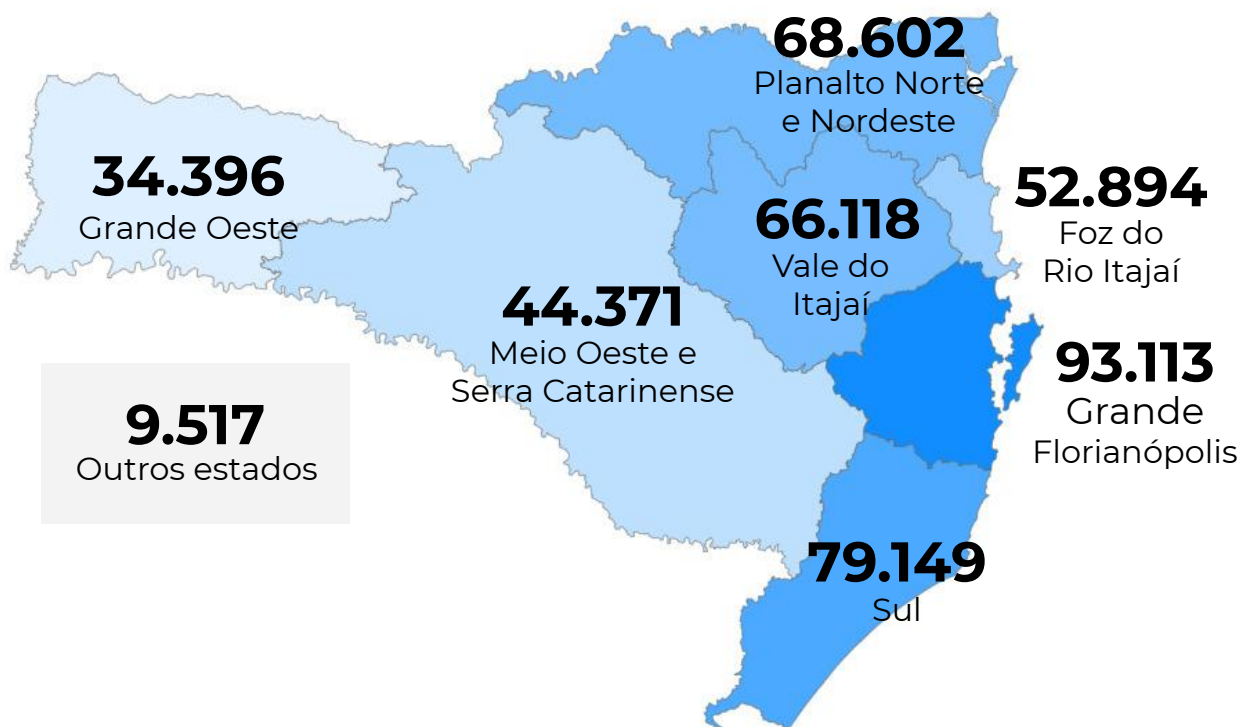 68.602
Planalto Norte
e Nordeste
34.396
Grande Oeste
52.894
Foz do
Rio Itajaí
66.118
Vale do
Itajaí
44.371
Meio Oeste e
Serra Catarinense
93.113
Grande
Florianópolis
9.517
Outros estados
79.149
Sul